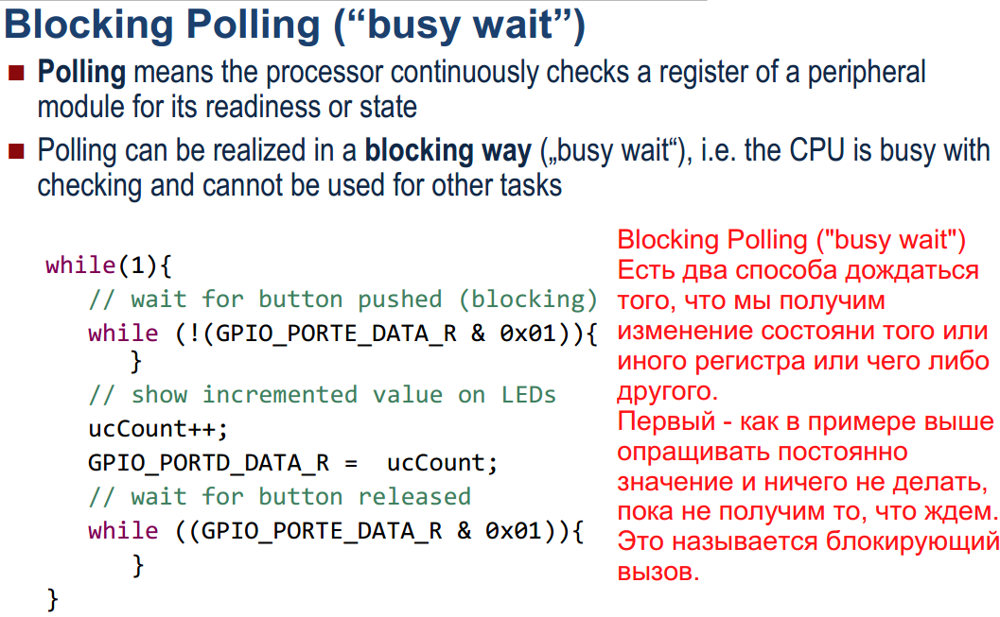 Blocking Polling (“busy wait”)
Polling means the processor continuously checks a register of a peripheral
module for its readiness or state
Polling can be realized in a blocking way („busy wait“), i.e. the CPU is busy with
checking and cannot be used for other tasks
while(1){
// wait for button pushed (blocking)
while (!(GPIO_PORTE_DATA_R & 0x01)){
}
// show incremented value on LEDs
ucCount++;
GPIO_PORTD_DATA_R = ucCount;
// wait for button released
while ((GPIO_PORTE_DATA_R & 0x01)){
}
}
Blocking Polling ("busy wait")
Есть два способа дождаться
того, что мы получим
изменение состояни того или
иного регистра или чего либо
другого.
Первый - как в примере выше
опращивать постоянно
значение и ничего не делать,
пока не получим то, что ждем.
Это называется блокирующий
вызов.